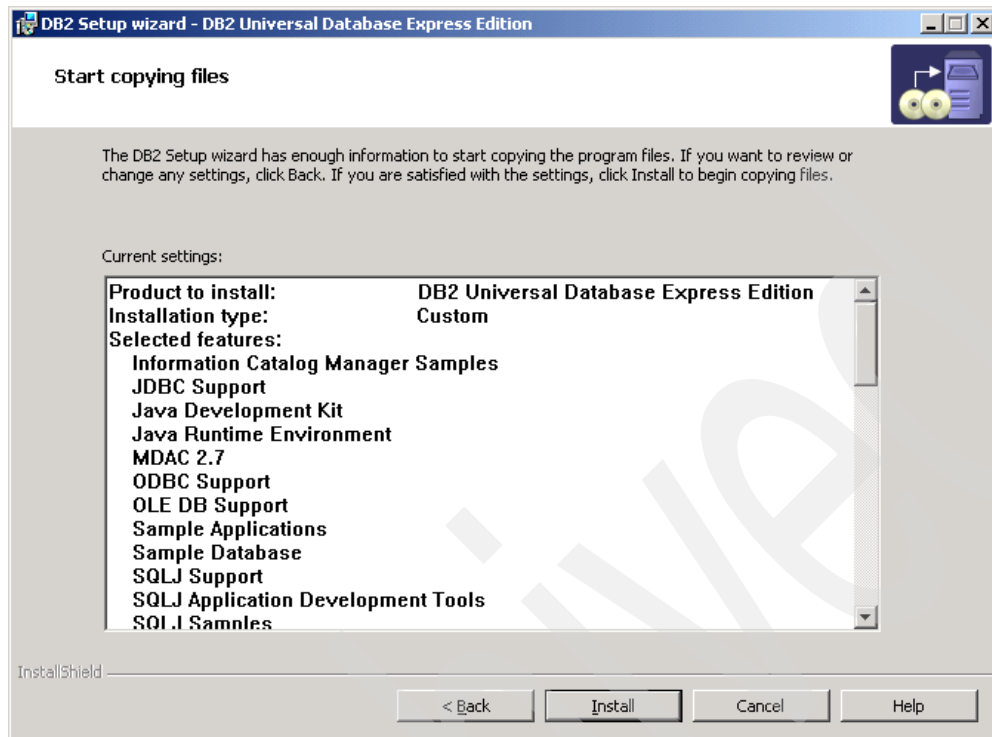 DB2 Setup wizard - DB2 Universal Database Express Edition
Start copying files
The DB2 Setup wizard has enough information to start copying the program files. If you want to review or
change any settings, click Back. If you are satisfied with the settings, click Install to begin copying files.
Current settings:
Product to install: DB2 Universal Database Express Edition
Installation type: Custom
Selected features:
Information Catalog Manager Samples
JDBC Support
Java Development Kit
Java Runtime Environment
MDAC 2.7
ODBC Support
OLE DB Support
Sample Applications
Sample Database
SQLJ Support
SQLJ Application Development Tools
SQLJ Samples
InstallShield
< Back Install Cancel Help